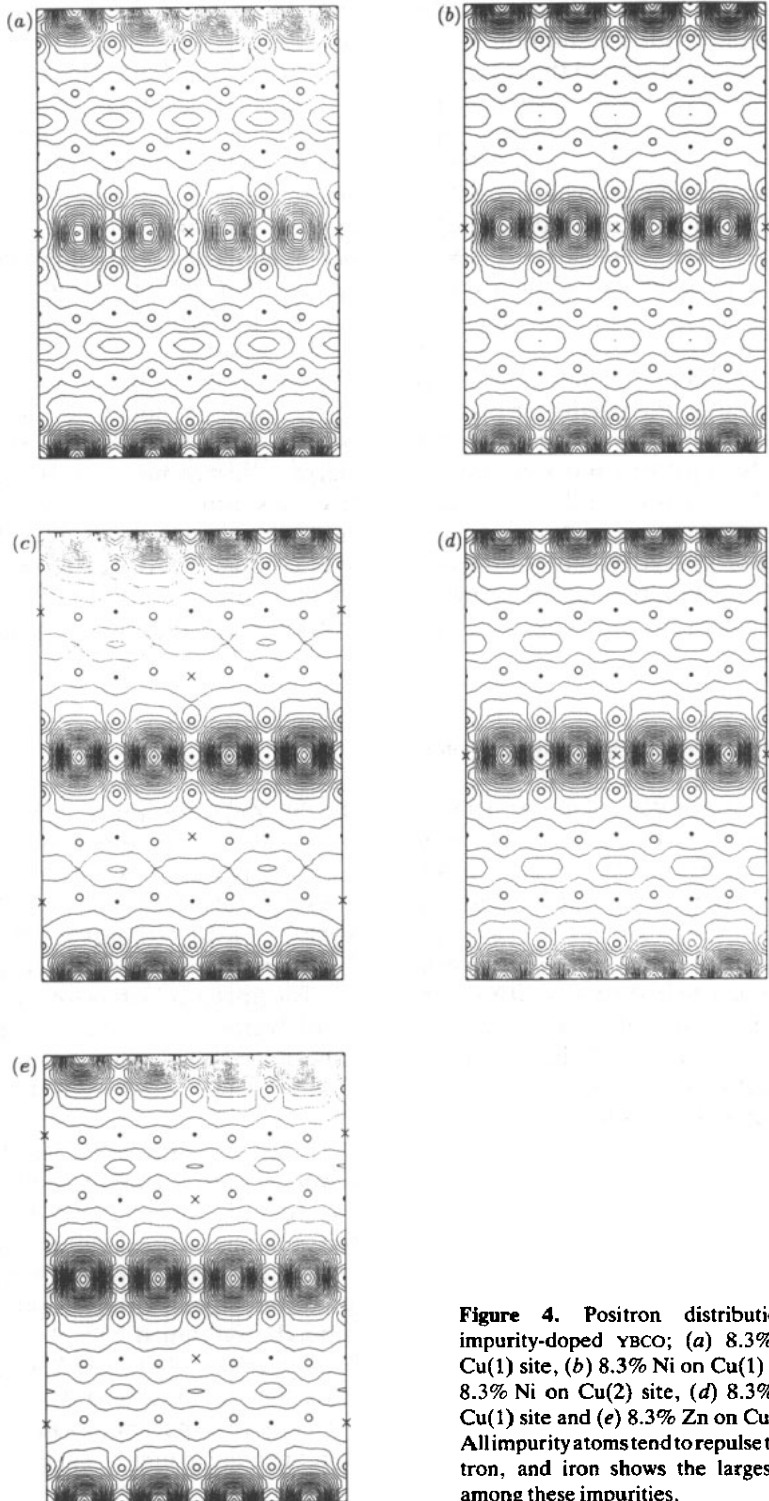 (a)
(b)
(c)
(d)
(e)
Figure 4. Positron distributi
impurity-doped YBCO; (a) 8.3%
Cu(1) site, (b) 8.3% Ni on Cu(1)
8.3% Ni on Cu(2) site, (d) 8.3%
Cu(1) site and (e) 8.3% Zn on Cu
All impurity atoms tend to repulse t
tron, and iron shows the larges
among these impurities.